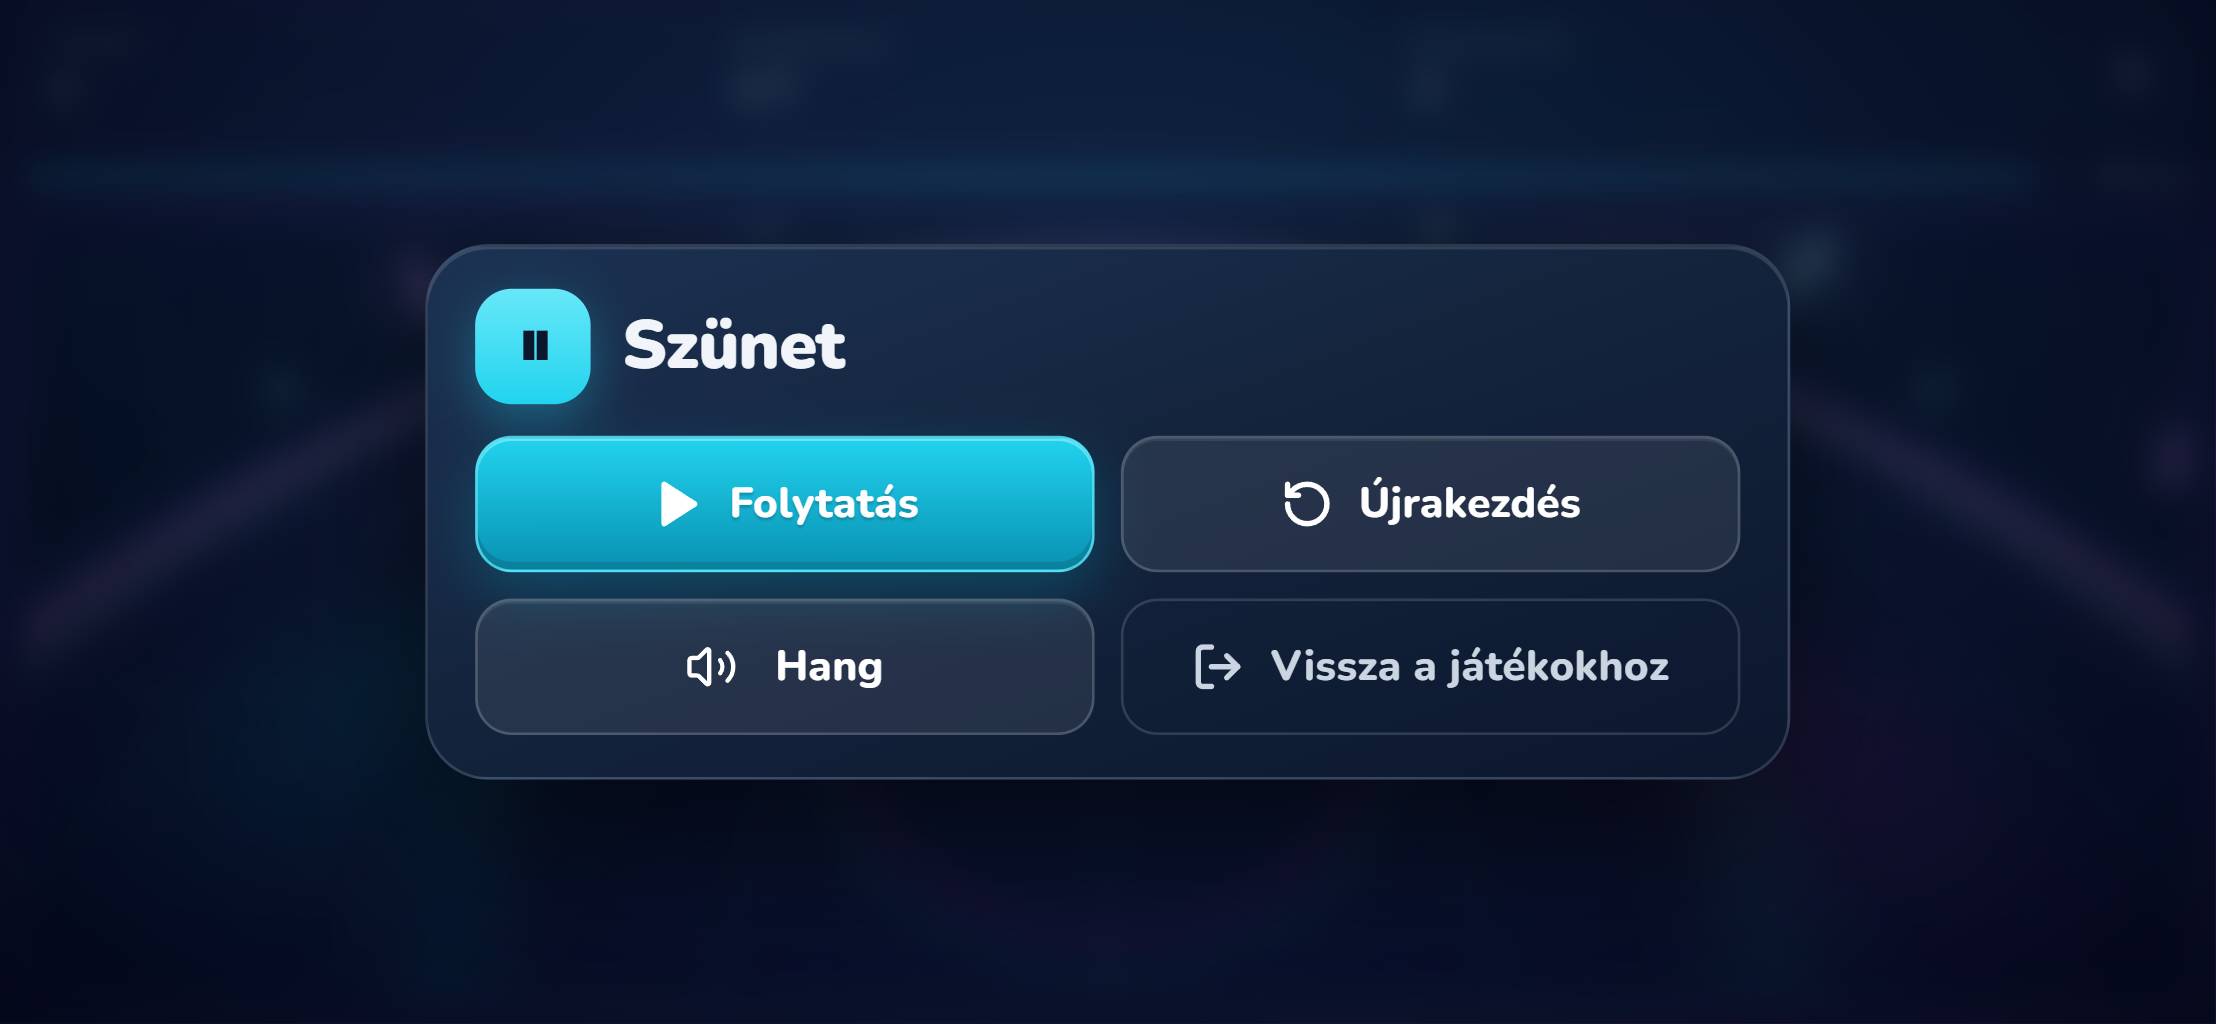 Szünet
Folytatás
Újrakezdés
Hang
Vissza a játékokhoz